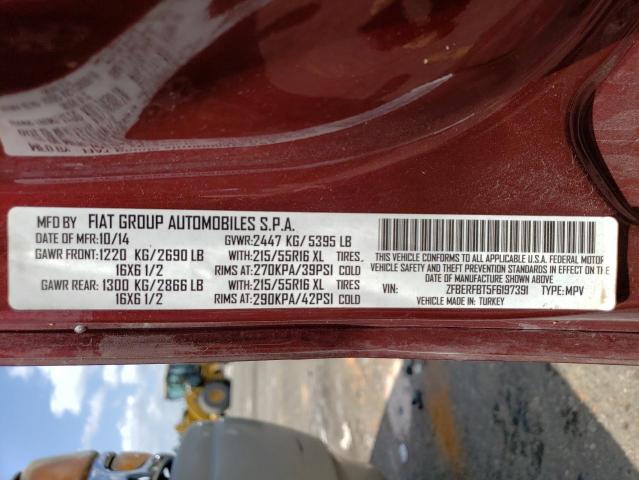 MFD BY FIAT GROUP AUTOMOBILES S.P.A.
DATE OF MFR:10/14 GVWR:2447 KG/5395 LB
GAWR FRONT:1220 KG/2690 LB WITH:215/55R16 XL TIRES
16X6 1/2 RIMS AT:270KPA/39PSI COLD
GAWR REAR: 1300 KG/2866 LB WITH:215/55R16 XL TIRES
16X6 1/2 RIMS AT:290KPA/42PSI COLD
THIS VEHICLE CONFORMS TO ALL APPLICABLE U.S.A. FEDERAL MOTOR
VEHICLE SAFETY AND THEFT PREVENTION STANDARDS IN EFFECT ON THE
DATE OF MANUFACTURE SHOWN ABOVE
VIN: ZFBERFBT5F6I97391 TYPE: MPV
VEHICLE MADE IN: TURKEY